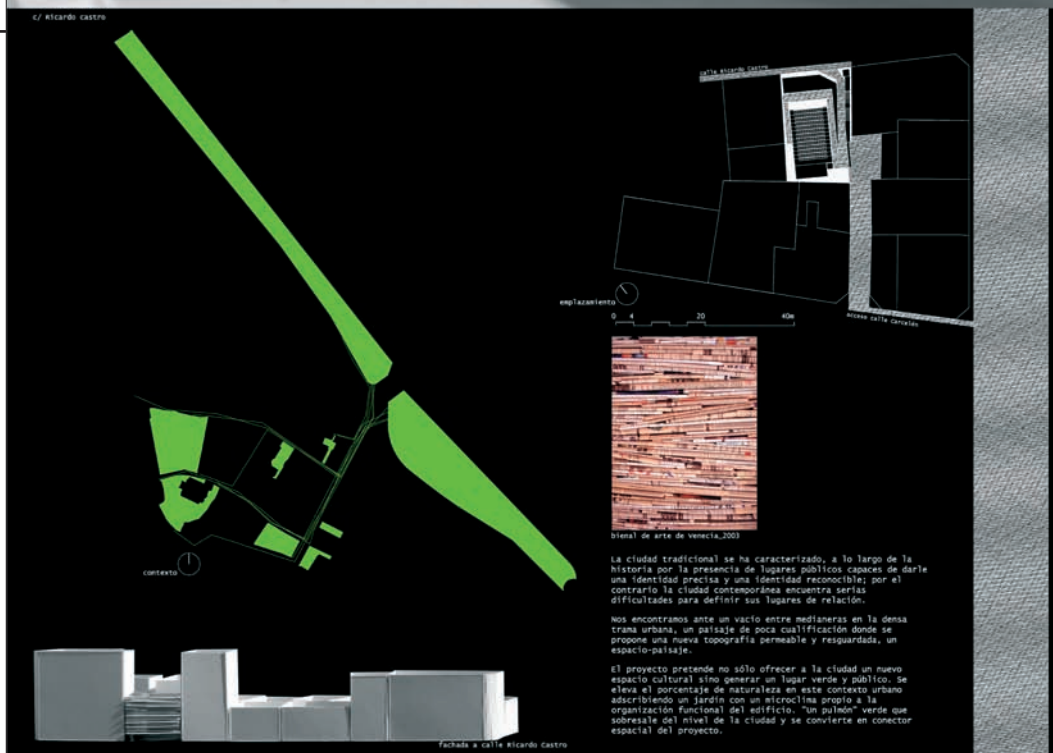 c/ Ricardo Castro
calle Ricardo Castro
emplazamiento
0 4 20 40m
acceso calle Carcelén
bienal de arte de Venecia_2003
contexto
La ciudad tradicional se ha caracterizado, a lo largo de la
historia por la presencia de lugares públicos capaces de darle
una identidad precisa y una identidad reconocible; por el
contrario la ciudad contemporánea encuentra serias
dificultades para definir sus lugares de relación.
Nos encontramos ante un vacío entre medianeras en la densa
trama urbana, un paisaje de poca cualificación donde se
propone una nueva topografía permeable y resguardada, un
espacio-paisaje.
El proyecto pretende no sólo ofrecer a la ciudad un nuevo
espacio cultural sino generar un lugar verde y público. Se
eleva el porcentaje de naturaleza en este contexto urbano
adscribiendo un jardín con un microclima propio a la
organización funcional del edificio. "Un pulmón" verde que
sobresale del nivel de la ciudad y se convierte en conector
espacial del proyecto.
fachada a calle Ricardo Castro